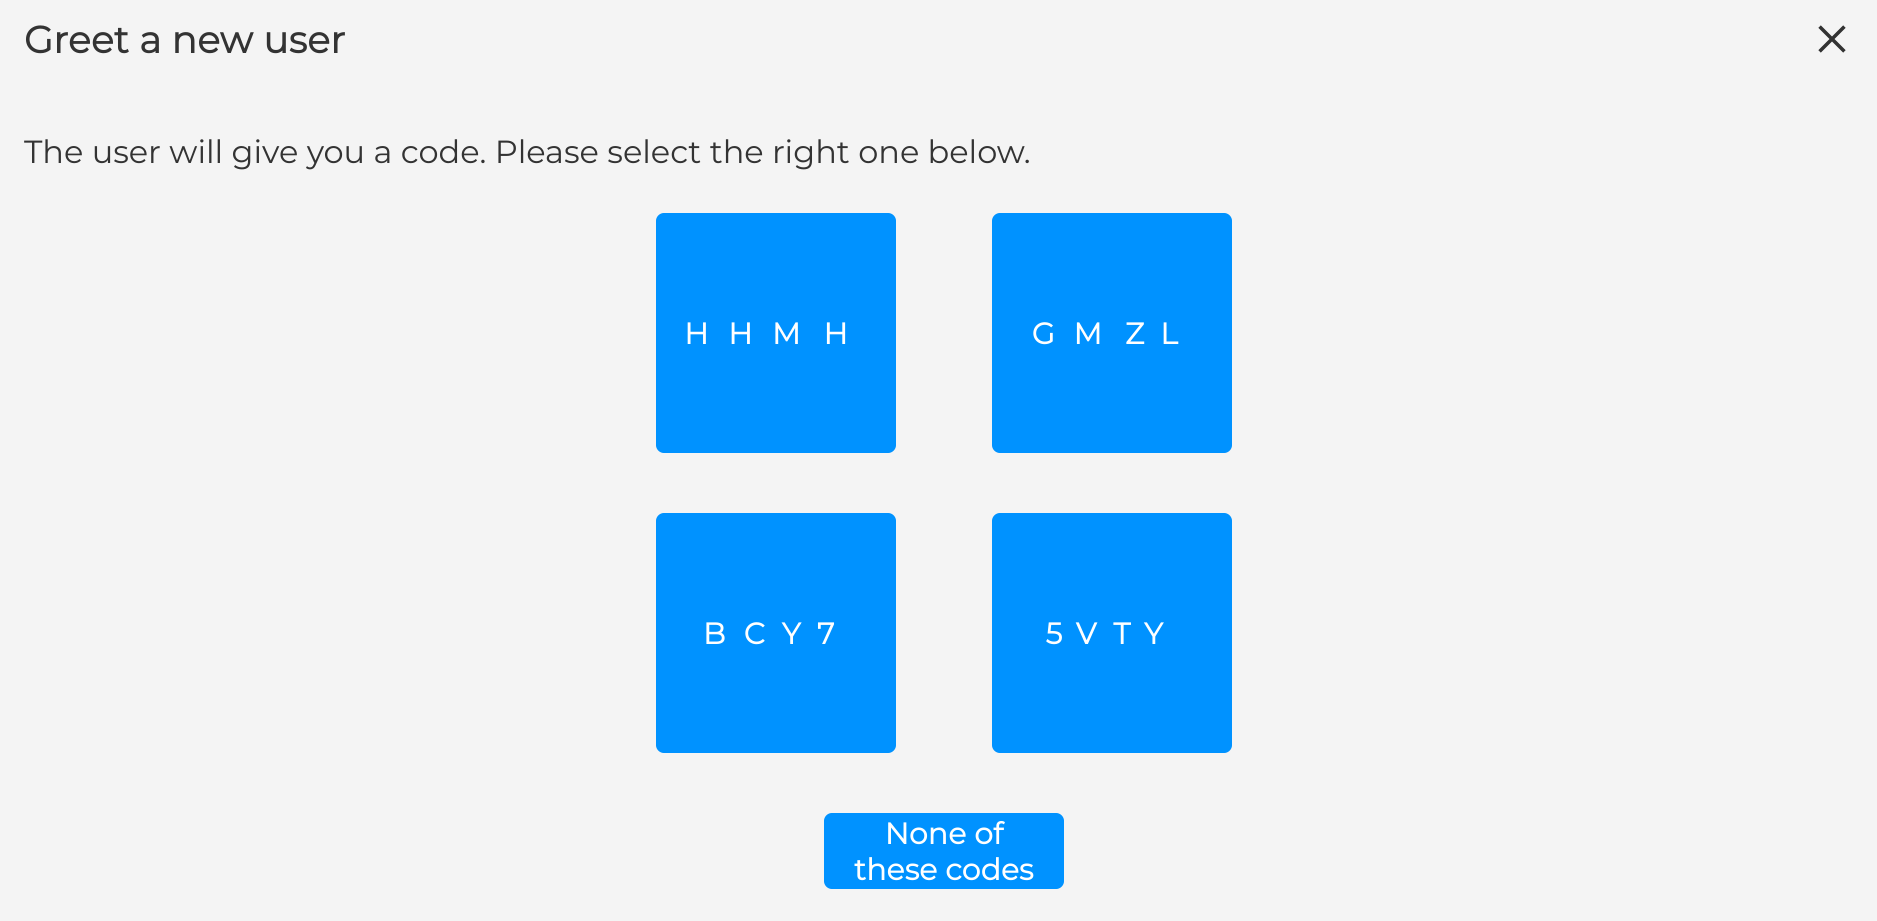 Greet a new user
The user will give you a code. Please select the right one below.
H H M H
G M Z L
B C Y 7
5 V T Y
None of
these codes